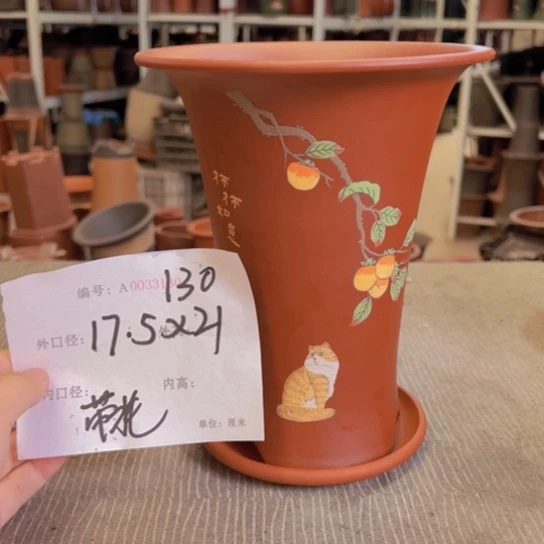 编号：A0033130
130
外口径：17.5x21
内口径： 内高：
带托
单位：厘米
柿柿如意